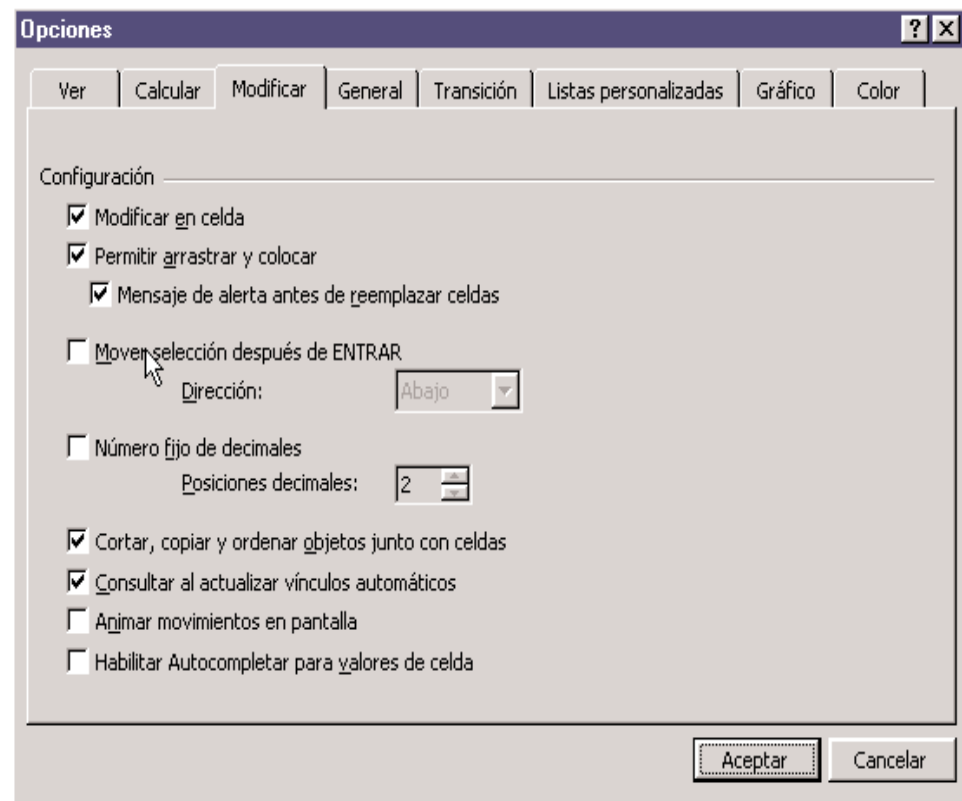 Opciones
Ver Calcular Modificar General Transición Listas personalizadas Gráfico Color
Configuración
Modificar en celda
Permitir arrastrar y colocar
Mensaje de alerta antes de reemplazar celdas
Mover selección después de ENTRAR
Dirección: Abajo
Número fijo de decimales
Posiciones decimales: 2
Cortar, copiar y ordenar objetos junto con celdas
Consultar al actualizar vínculos automáticos
Animar movimientos en pantalla
Habilitar Autocompletar para valores de celda
Aceptar Cancelar